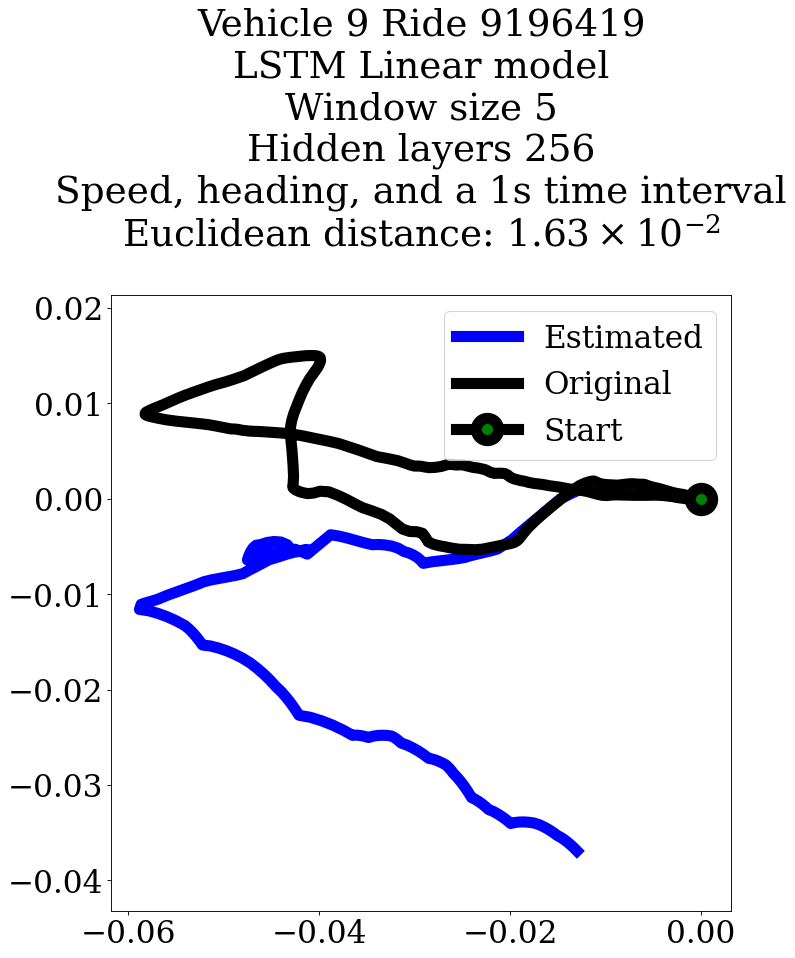 Vehicle 9 Ride 9196419
LSTM Linear model
Window size 5
Hidden layers 256
Speed, heading, and a 1s time interval
Euclidean distance: 1.63 × 10⁻²
Estimated
Original
Start
0.02
0.01
0.00
−0.01
−0.02
−0.03
−0.04
−0.06
−0.04
−0.02
0.00